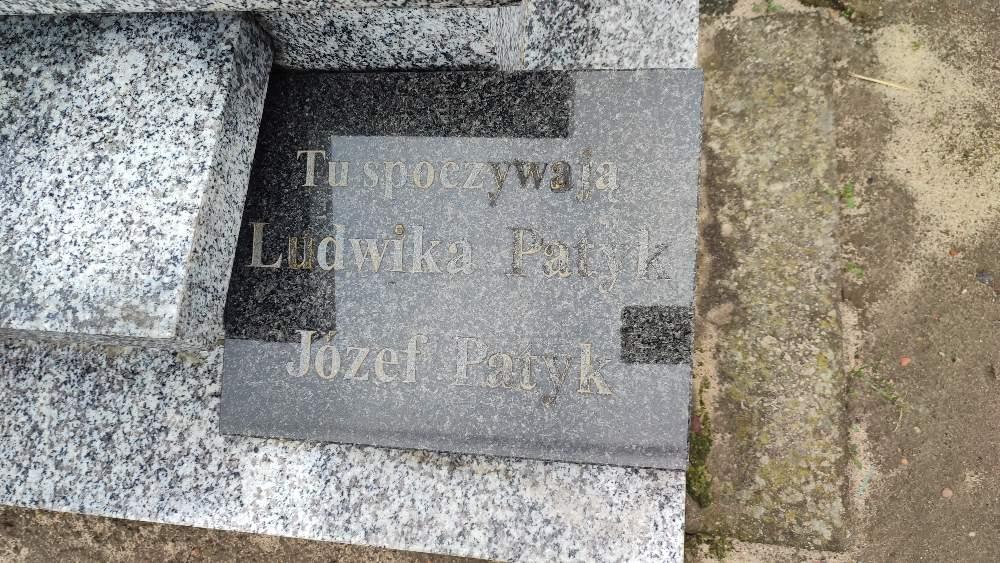 Tu spoczywają
Ludwika Patyk
Józef Patyk